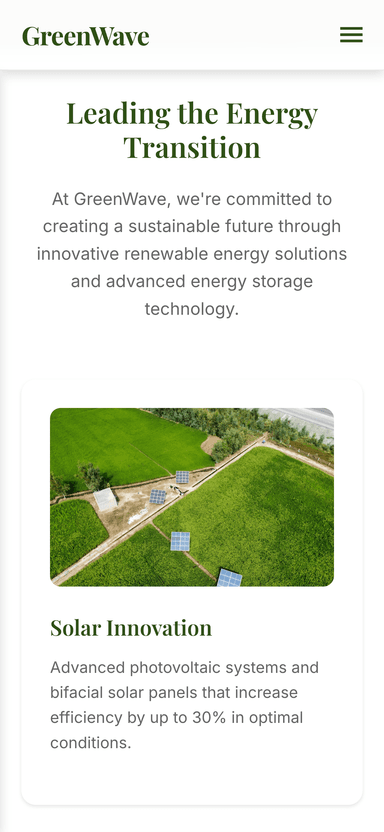 GreenWave
Leading the Energy
Transition
At GreenWave, we're committed to
creating a sustainable future through
innovative renewable energy solutions
and advanced energy storage
technology.
Solar Innovation
Advanced photovoltaic systems and
bifacial solar panels that increase
efficiency by up to 30% in optimal
conditions.